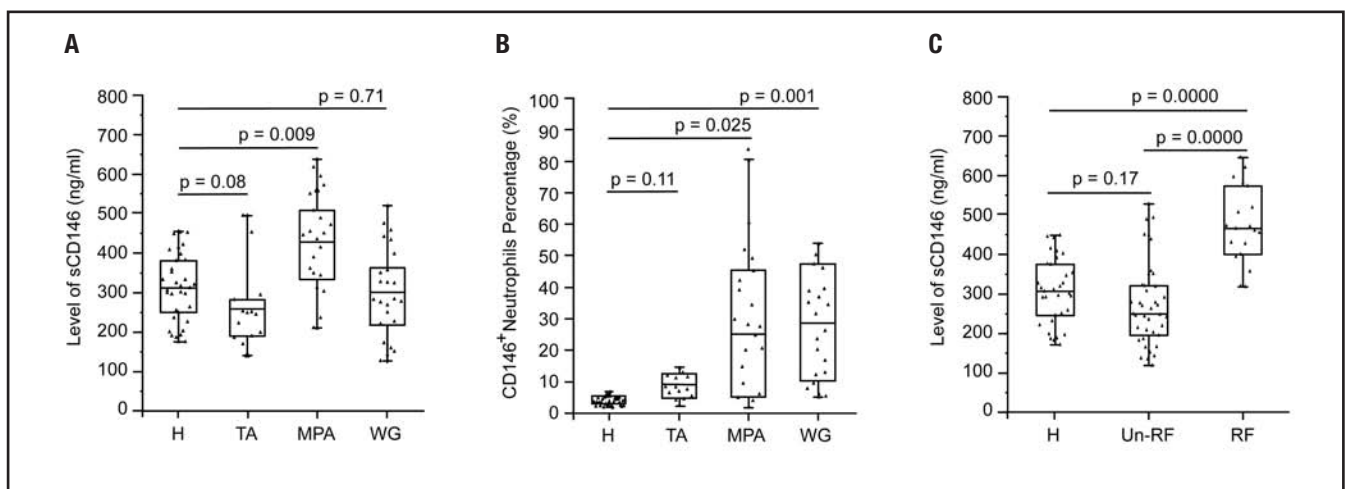 A
Level of sCD146 (ng/ml)
800
700
600
500
400
300
200
100
0
p = 0.71
p = 0.009
p = 0.08
H TA MPA WG
B
CD146+ Neutrophils Percentage (%)
100
90
80
70
60
50
40
30
20
10
0
p = 0.001
p = 0.025
p = 0.11
H TA MPA WG
C
Level of sCD146 (ng/ml)
800
700
600
500
400
300
200
100
0
p = 0.0000
p = 0.0000
p = 0.17
H Un-RF RF